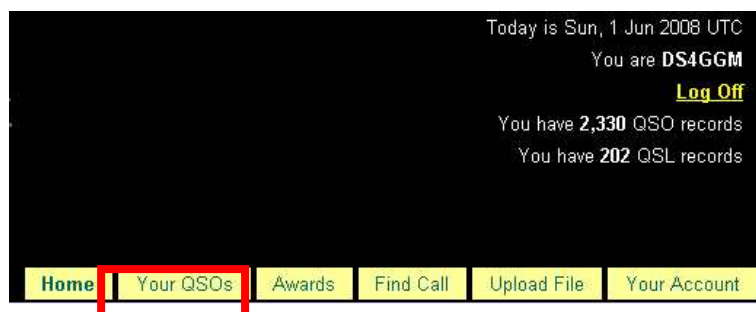 Today is Sun, 1 Jun 2008 UTC
You are DS4GGM
Log Off
You have 2,330 QSO records
You have 202 QSL records
Home Your QSOs Awards Find Call Upload File Your Account